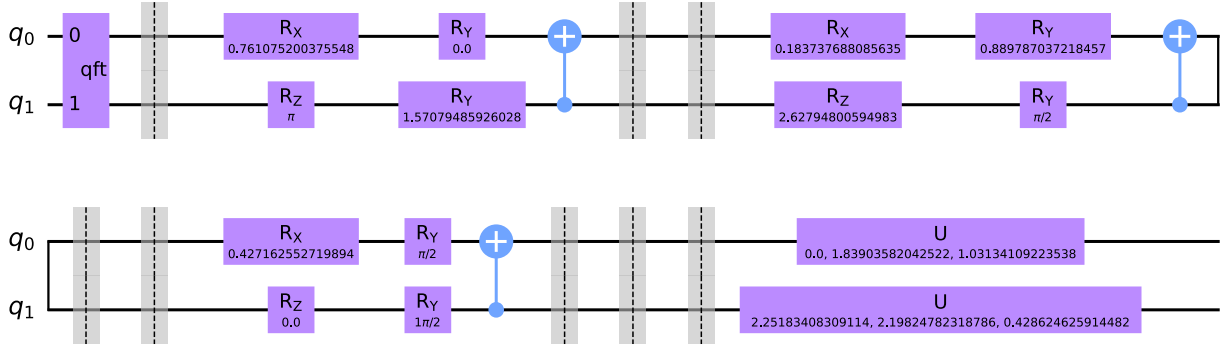 q0 0 RX RY RX RY
0.761075200375548 0.0 0.183737688085635 0.889787037218457
qft
q1 1 RZ RY RZ RY
π 1.57079485926028 2.62794800594983 π/2
q0 RX RY U
0.427162552719894 π/2 0.0, 1.83903582042522, 1.03134109223538
q1 RZ RY U
0.0 1π/2 2.25183408309114, 2.19824782318786, 0.428624625914482